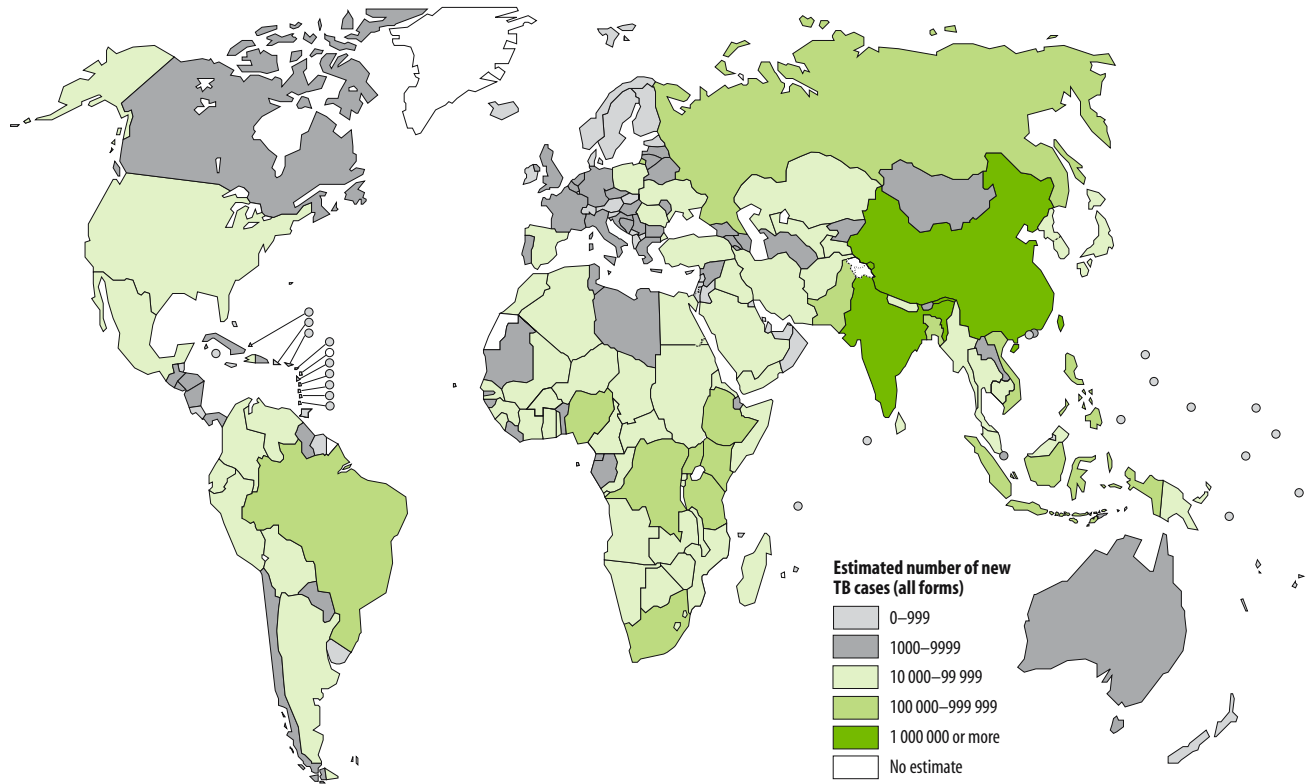 Estimated number of new
TB cases (all forms)
0–999
1000–9999
10 000–99 999
100 000–999 999
1 000 000 or more
No estimate